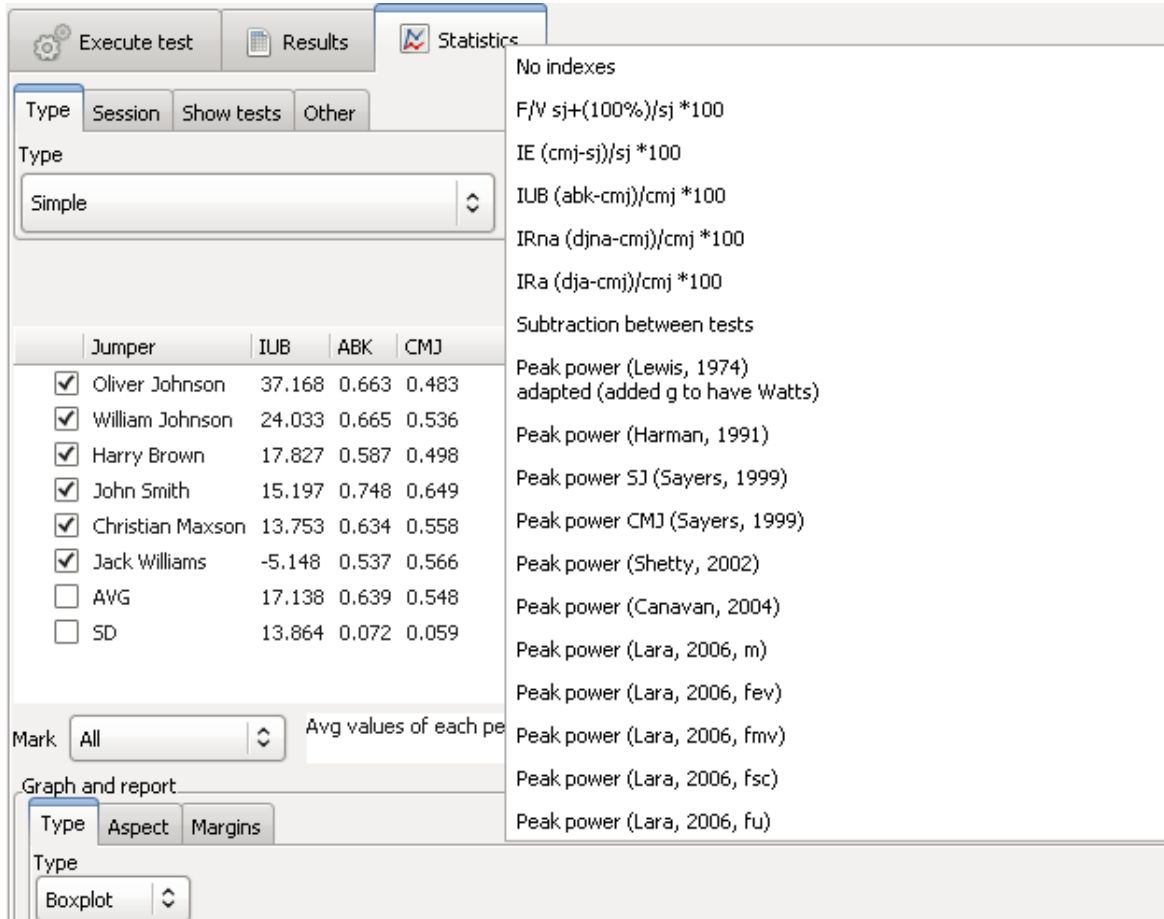 Execute test
Results
Statistics
Type
Session
Show tests
Other
Type
Simple
Jumper IUB ABK CMJ
Oliver Johnson 37.168 0.663 0.483
William Johnson 24.033 0.665 0.536
Harry Brown 17.827 0.587 0.498
John Smith 15.197 0.748 0.649
Christian Maxson 13.753 0.634 0.558
Jack Williams -5.148 0.537 0.566
AVG 17.138 0.639 0.548
SD 13.864 0.072 0.059
Mark All
Avg values of each pe
Graph and report
Type
Aspect
Margins
Type
Boxplot
No indexes
F/V sj+(100%)/sj *100
IE (cmj-sj)/sj *100
IUB (abk-cmj)/cmj *100
IRna (djna-cmj)/cmj *100
IRa (dja-cmj)/cmj *100
Subtraction between tests
Peak power (Lewis, 1974)
adapted (added g to have Watts)
Peak power (Harman, 1991)
Peak power SJ (Sayers, 1999)
Peak power CMJ (Sayers, 1999)
Peak power (Shetty, 2002)
Peak power (Canavan, 2004)
Peak power (Lara, 2006, m)
Peak power (Lara, 2006, fev)
Peak power (Lara, 2006, fmv)
Peak power (Lara, 2006, fsc)
Peak power (Lara, 2006, fu)